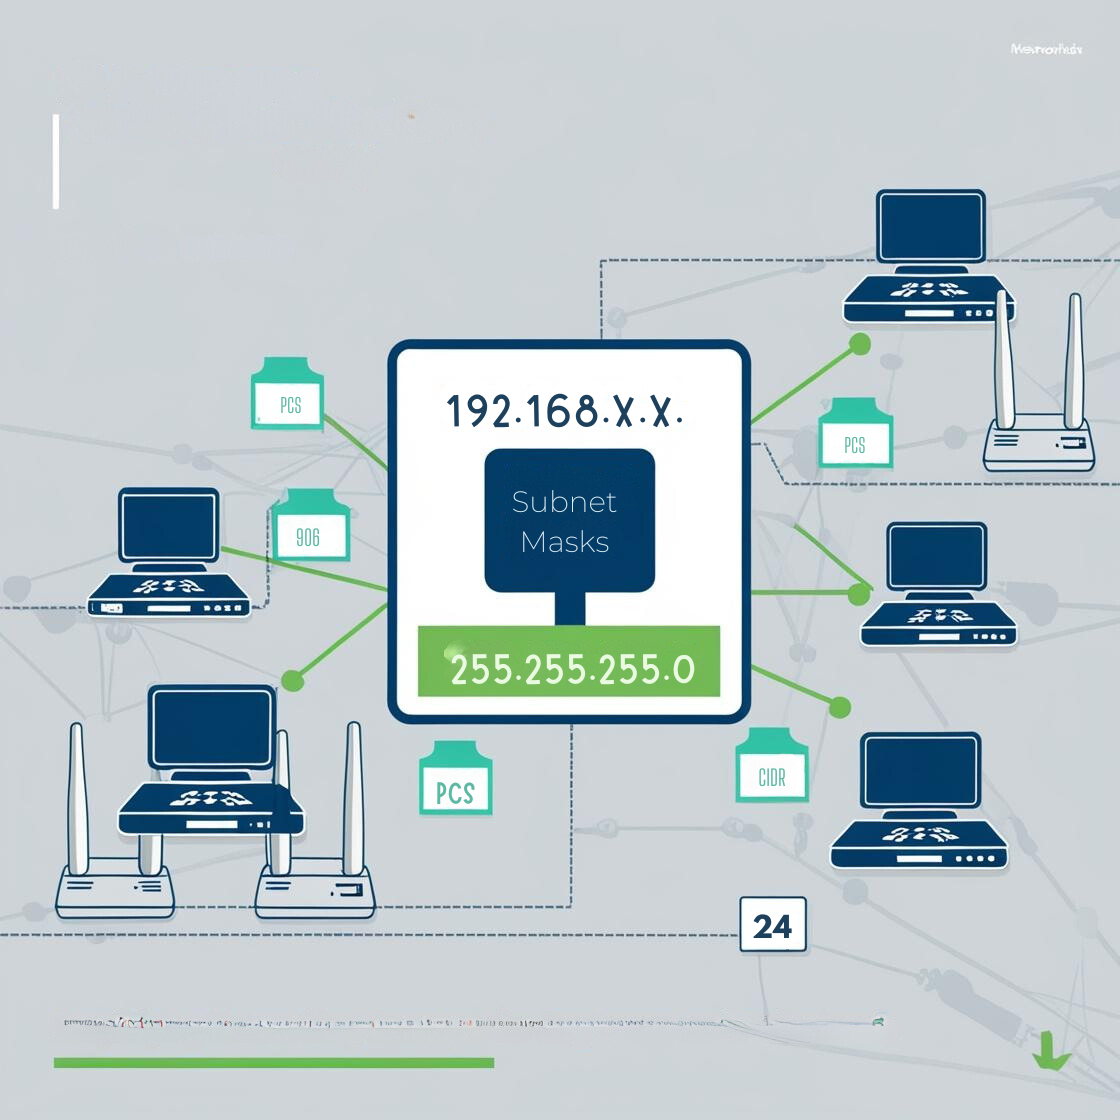 192.168.X.X.
PCS
PCS
Subnet
Masks
906
255.255.255.0
PCS
CIDR
24